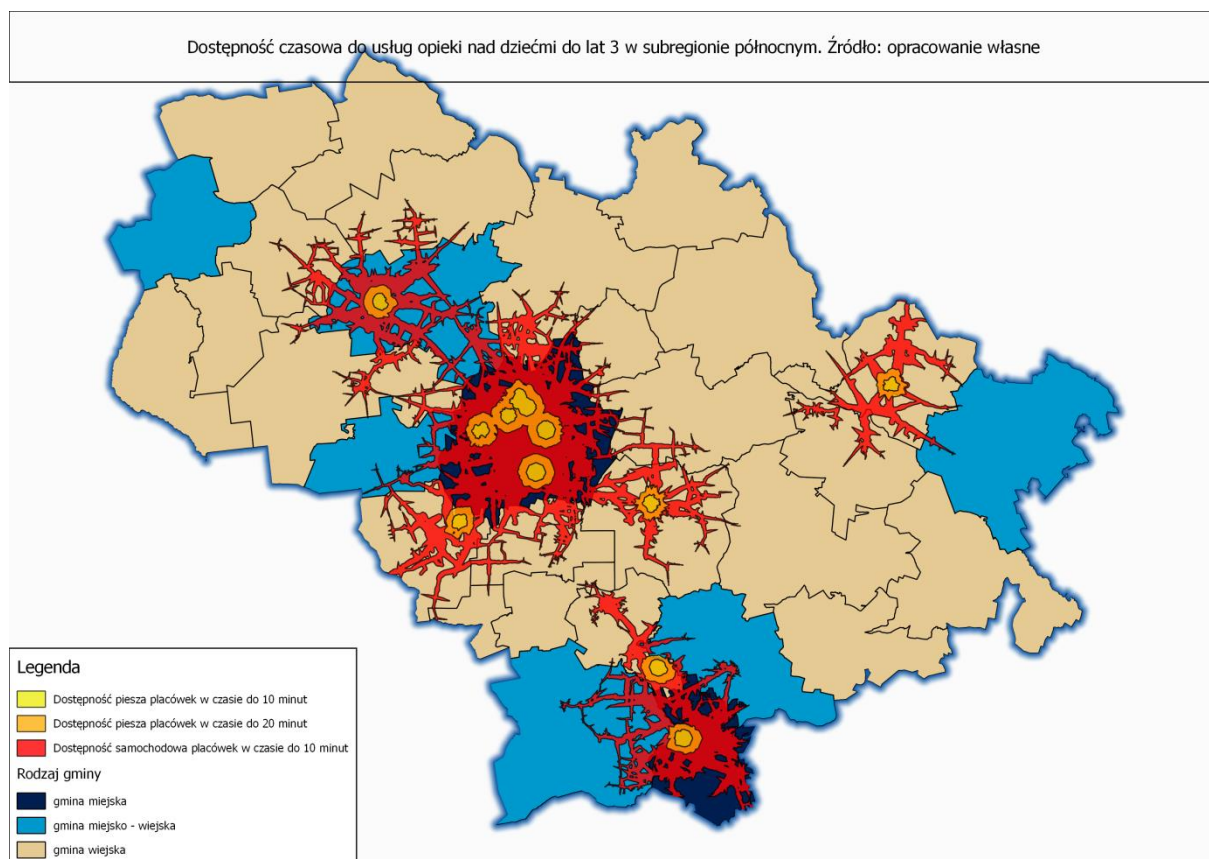 Dostępność czasowa do usług opieki nad dziećmi do lat 3 w subregionie północnym. Źródło: opracowanie własne
Legenda
Dostępność piesza placówek w czasie do 10 minut
Dostępność piesza placówek w czasie do 20 minut
Dostępność samochodowa placówek w czasie do 10 minut
Rodzaj gminy
gmina miejska
gmina miejsko - wiejska
gmina wiejska